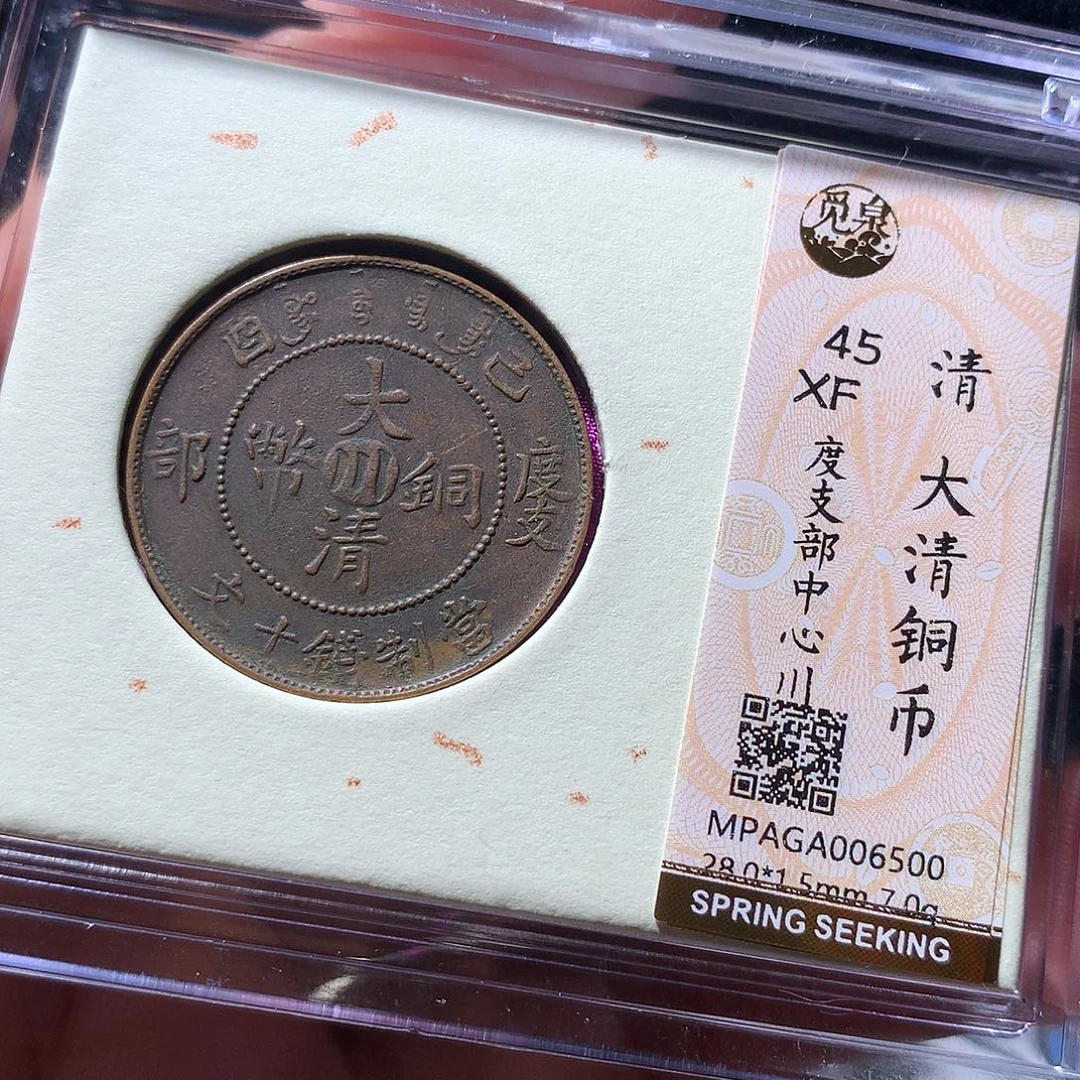 己酉
度支部
大清銅幣
川
當制錢十文
觅泉
清 大清铜币
45
XF
度支部中心川
MPAGA006500
28.0*1.5mm 7.0g
SPRING SEEKING